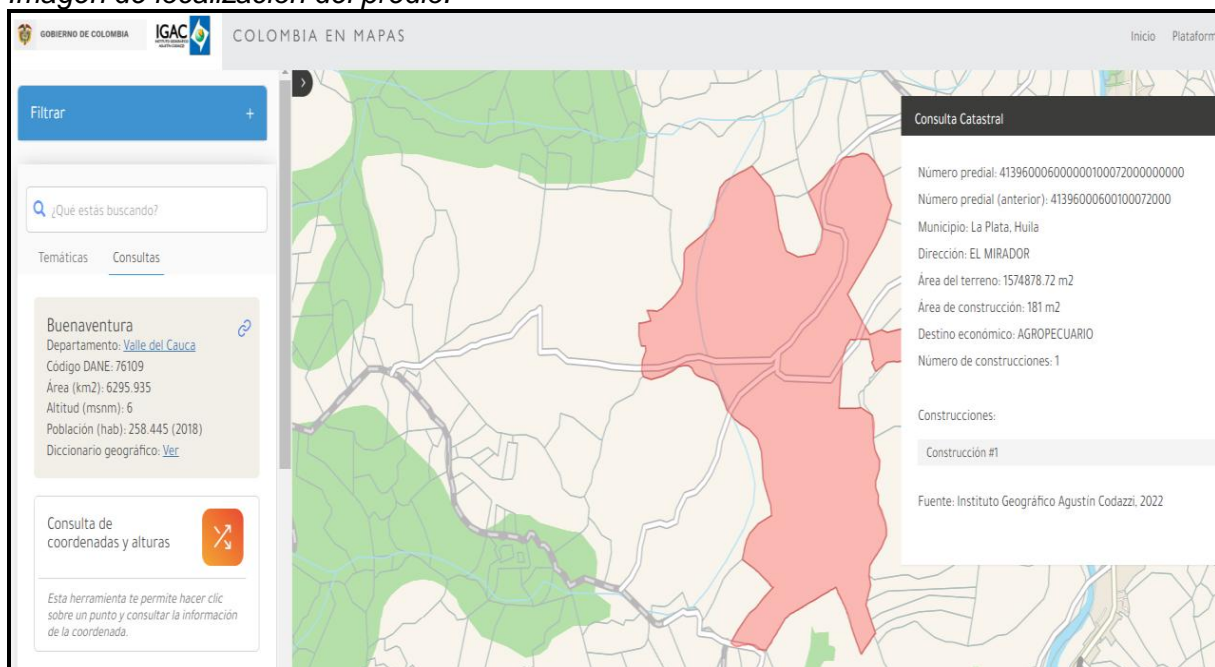 Imagen de localización del predio.
GOBIERNO DE COLOMBIA
IGAC
INSTITUTO GEOGRÁFICO
AGUSTÍN CODAZZI
COLOMBIA EN MAPAS
Inicio Plataform
Filtrar +
¿Qué estás buscando?
Temáticas Consultas
Buenaventura
Departamento: Valle del Cauca
Código DANE: 76109
Área (km2): 6295.935
Altitud (msnm): 6
Población (hab): 258.445 (2018)
Diccionario geográfico: Ver
Consulta de
coordenadas y alturas
Esta herramienta te permite hacer clic
sobre un punto y consultar la información
de la coordenada.
Consulta Catastral
Número predial: 413960006000000100072000000000
Número predial (anterior): 41396000600100072000
Municipio: La Plata, Huila
Dirección: EL MIRADOR
Área del terreno: 1574878.72 m2
Área de construcción: 181 m2
Destino económico: AGROPECUARIO
Número de construcciones: 1
Construcciones:
Construcción #1
Fuente: Instituto Geográfico Agustín Codazzi, 2022